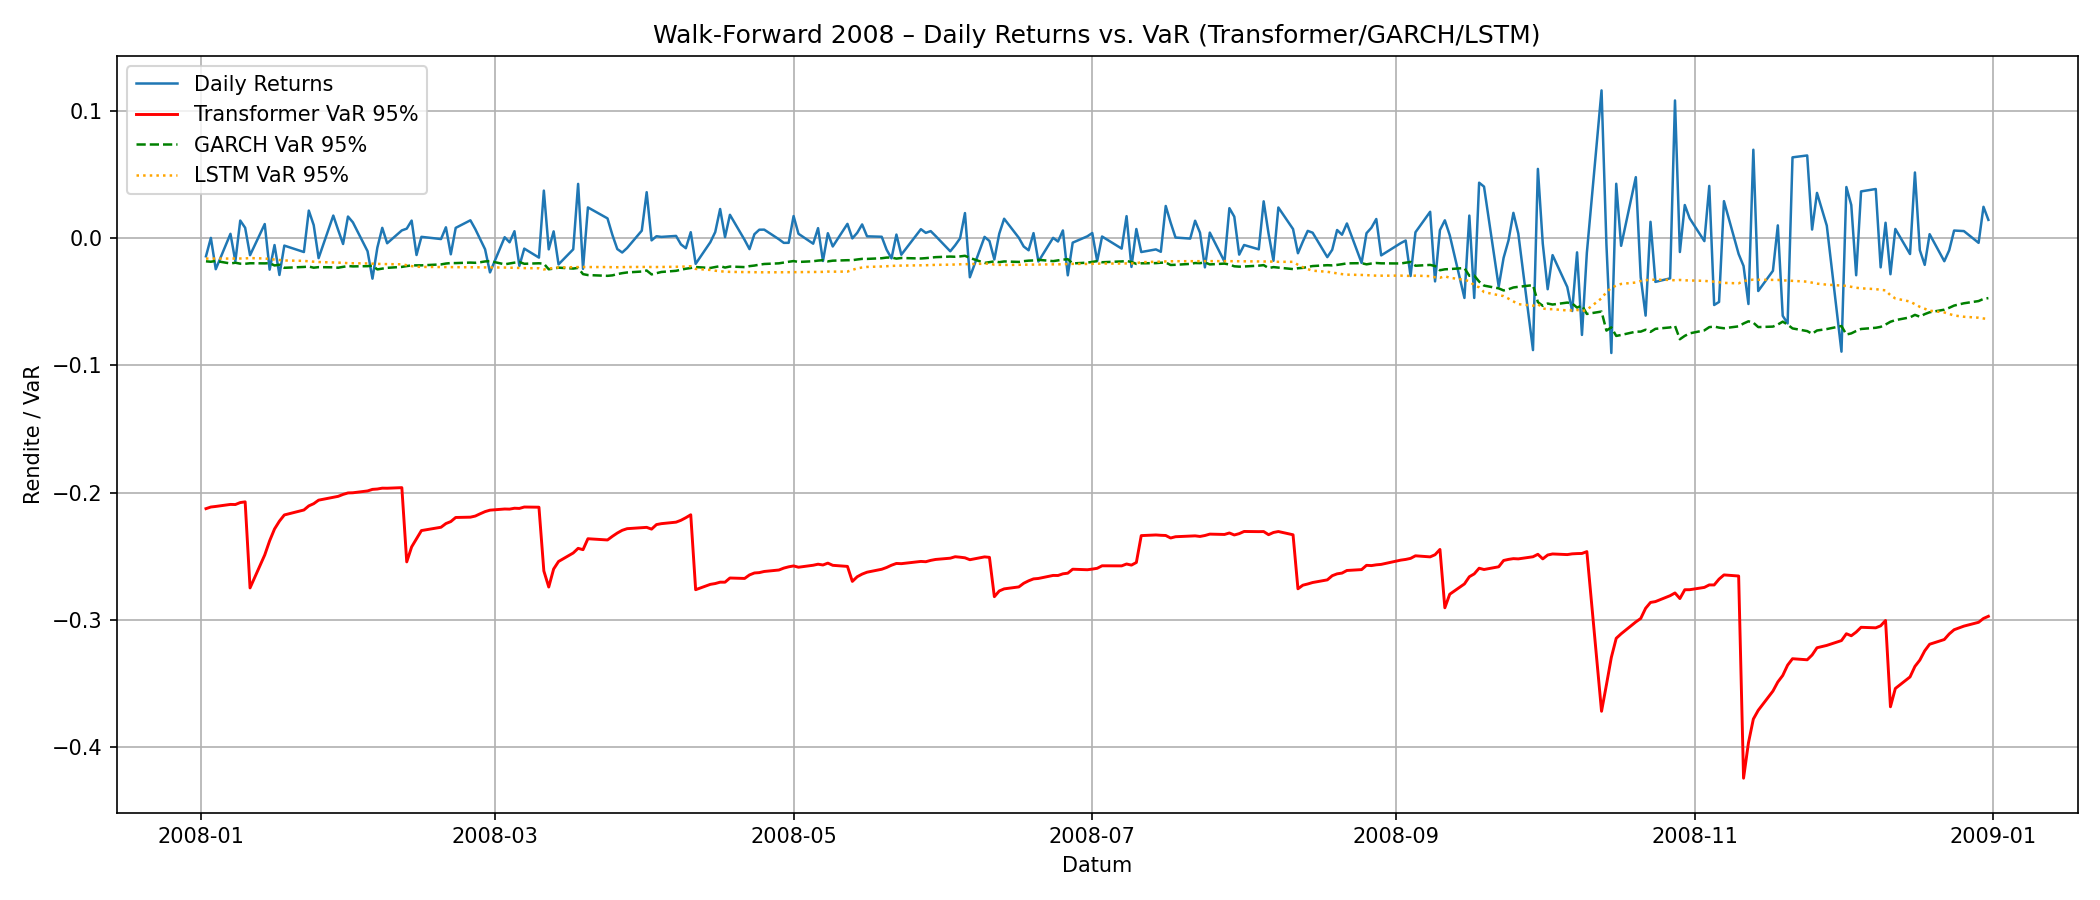 Walk-Forward 2008 – Daily Returns vs. VaR (Transformer/GARCH/LSTM)
Daily Returns
Transformer VaR 95%
GARCH VaR 95%
LSTM VaR 95%
0.1
0.0
−0.1
−0.2
−0.3
−0.4
Rendite / VaR
2008-01
2008-03
2008-05
2008-07
2008-09
2008-11
2009-01
Datum